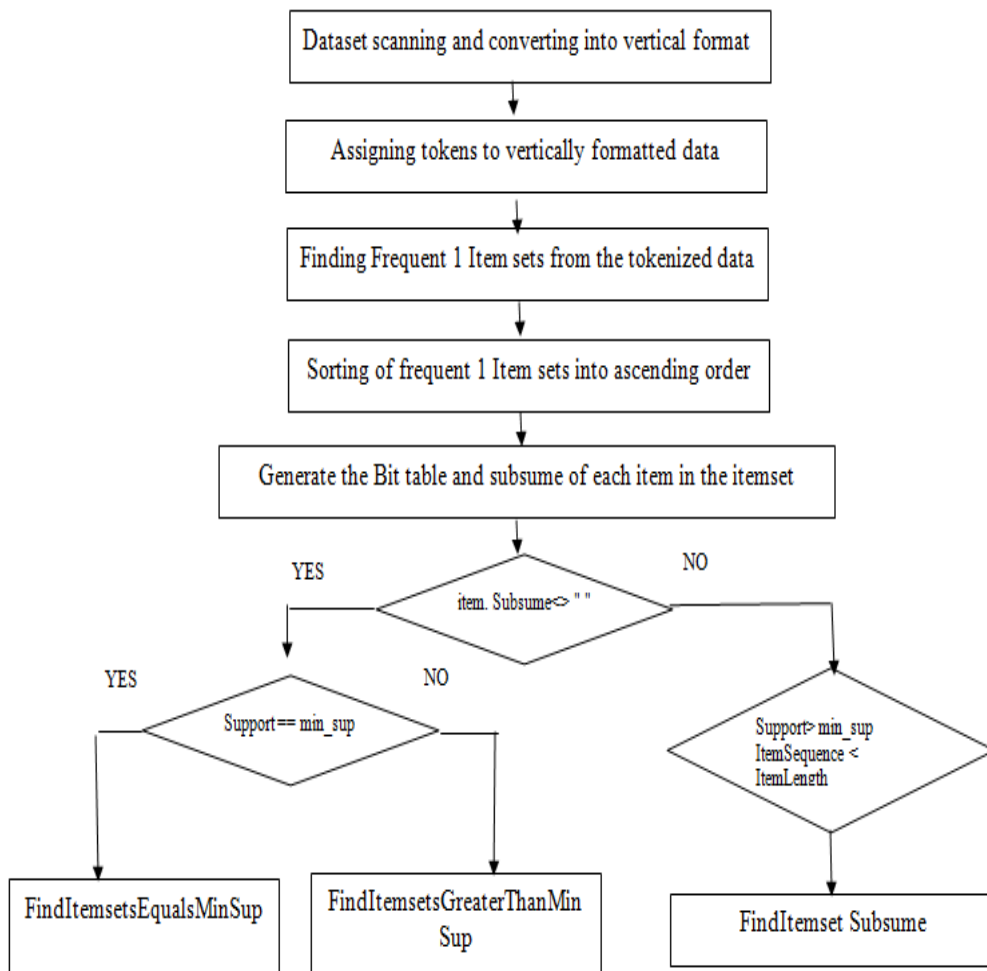 Dataset scanning and converting into vertical format
Assigning tokens to vertically formatted data
Finding Frequent 1 Item sets from the tokenized data
Sorting of frequent 1 Item sets into ascending order
Generate the Bit table and subsume of each item in the itemset
YES
NO
item. Subsume<> " "
YES
NO
Support== min_sup
Support> min_sup
ItemSequence <
ItemLength
FindItemsetsEqualsMinSup
FindItemsetsGreaterThanMin
Sup
FindItemset Subsume